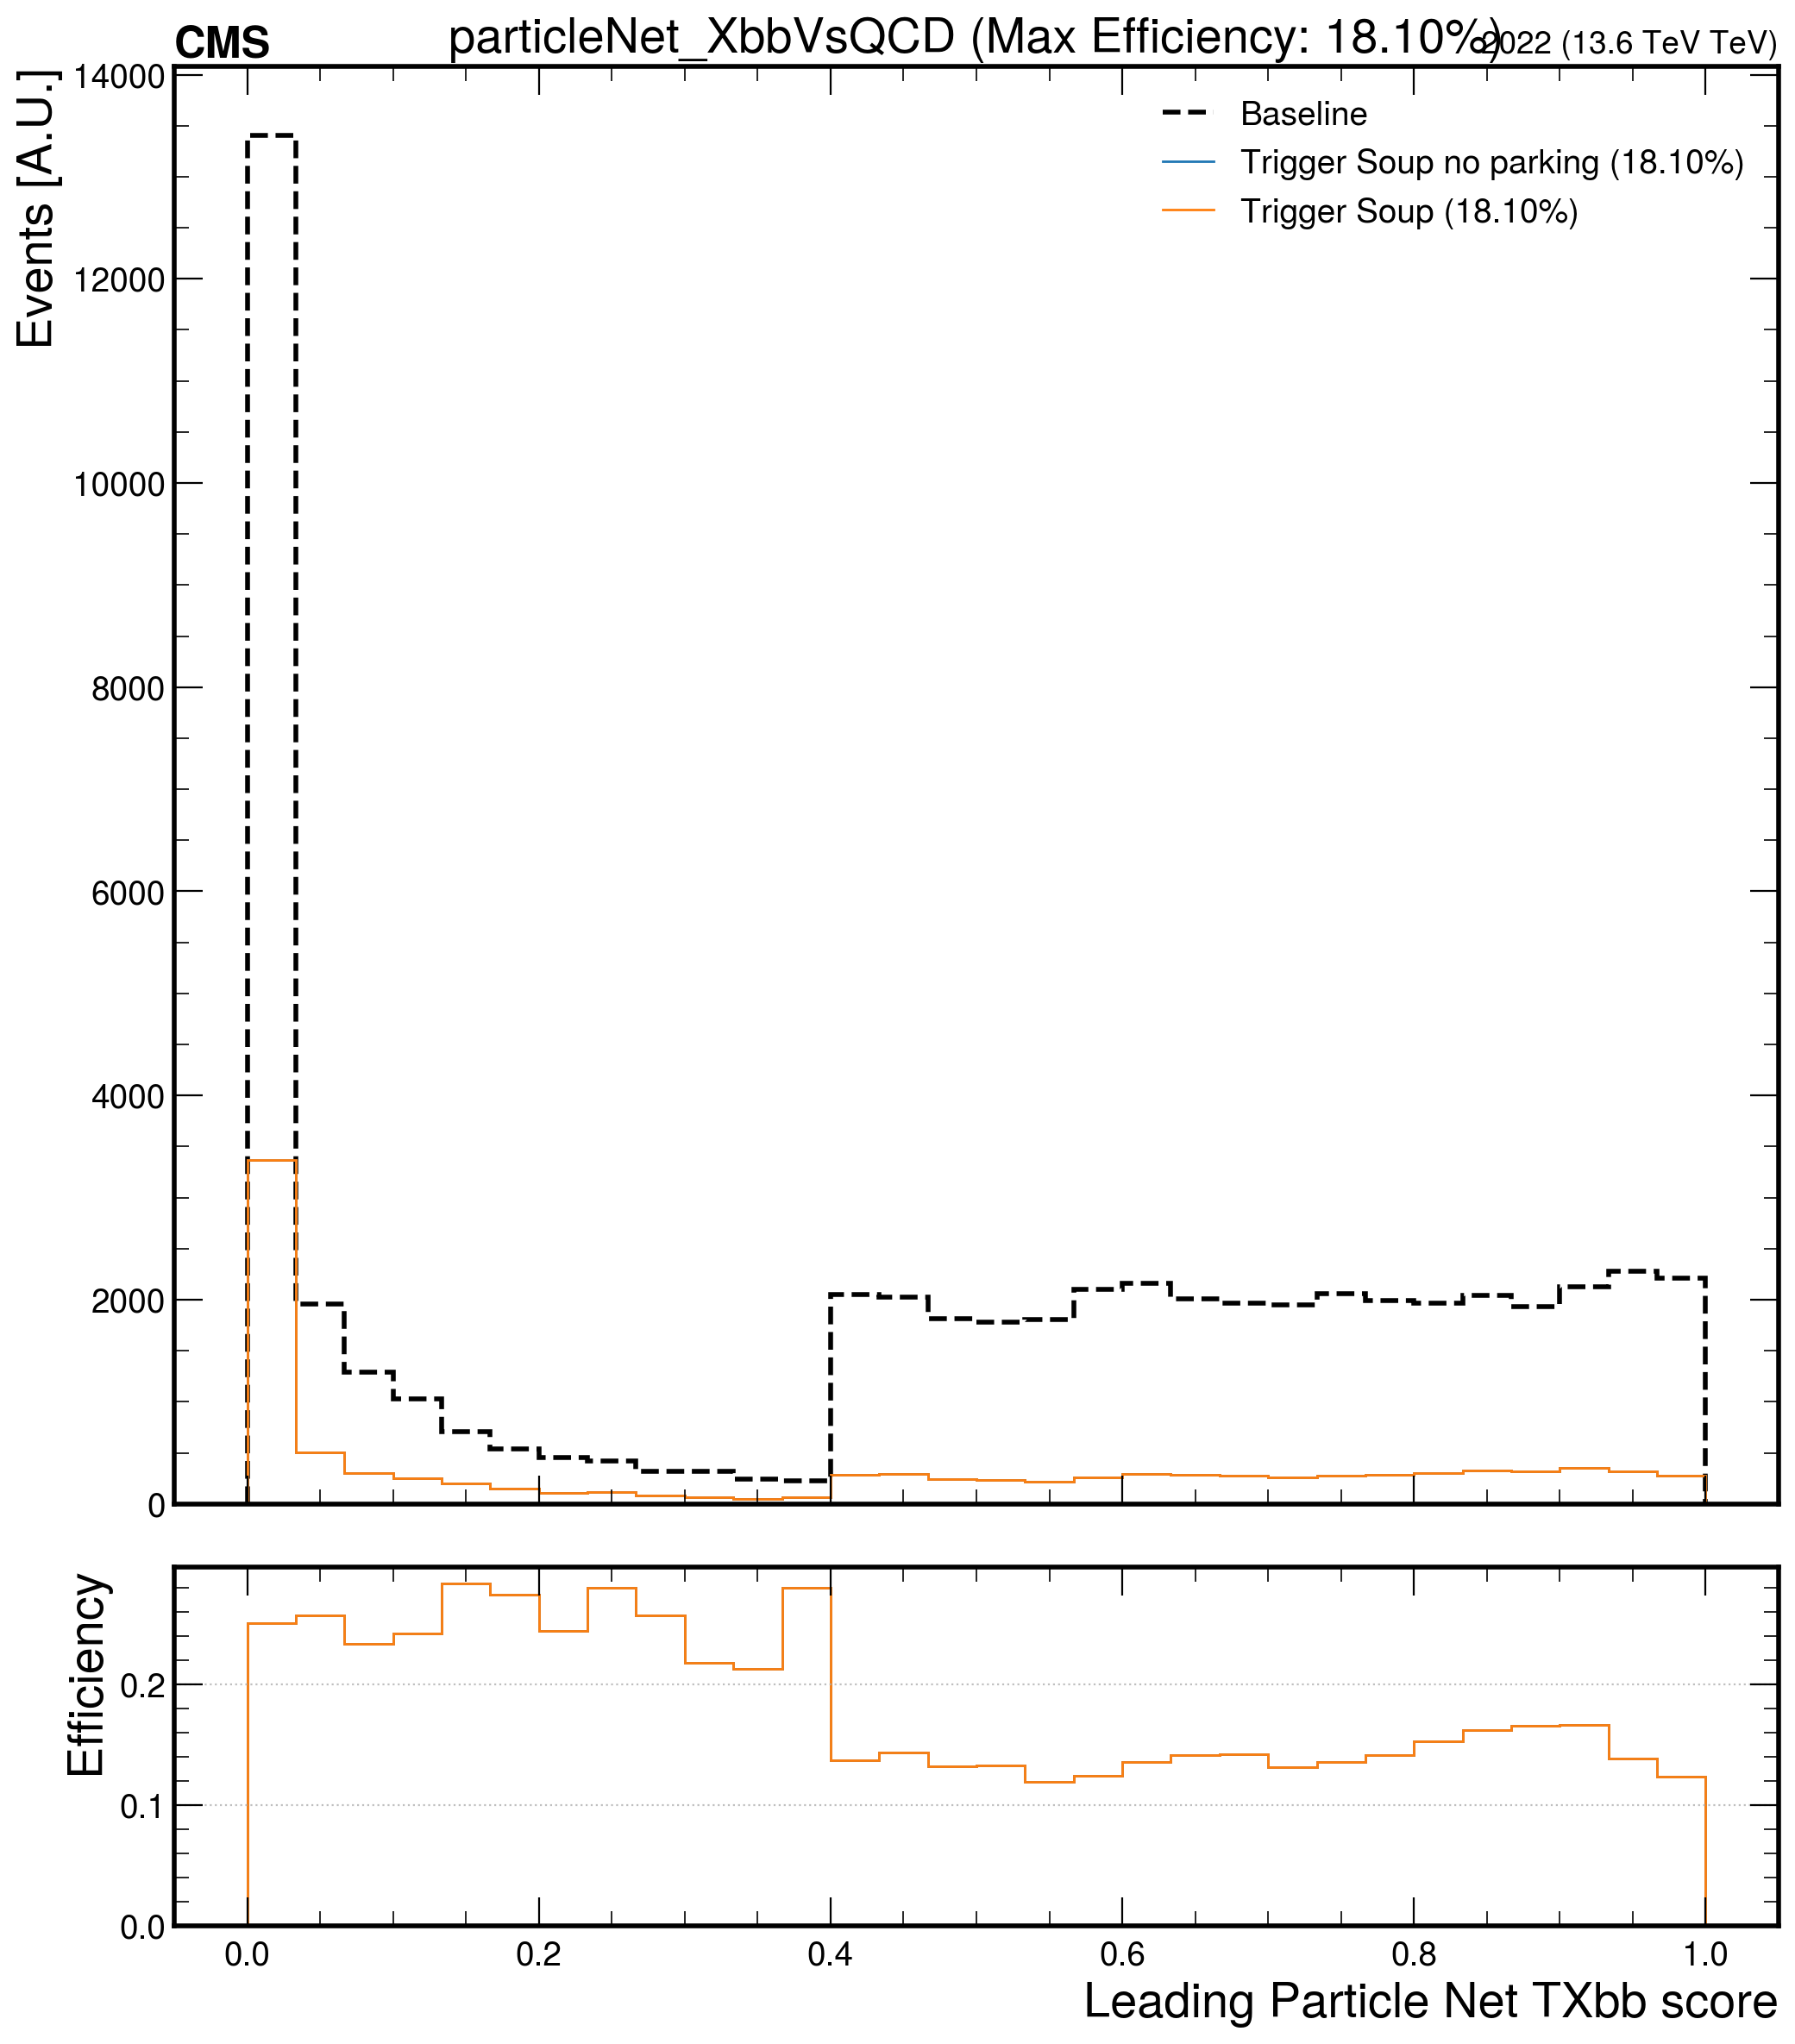 CMS
particleNet_XbbVsQCD (Max Efficiency: 18.10%)
2022 (13.6 TeV TeV)
Events [A.U.]
14000
12000
10000
8000
6000
4000
2000
0
Baseline
Trigger Soup no parking (18.10%)
Trigger Soup (18.10%)
Efficiency
0.2
0.1
0.0
0.0 0.2 0.4 0.6 0.8 1.0
Leading Particle Net TXbb score